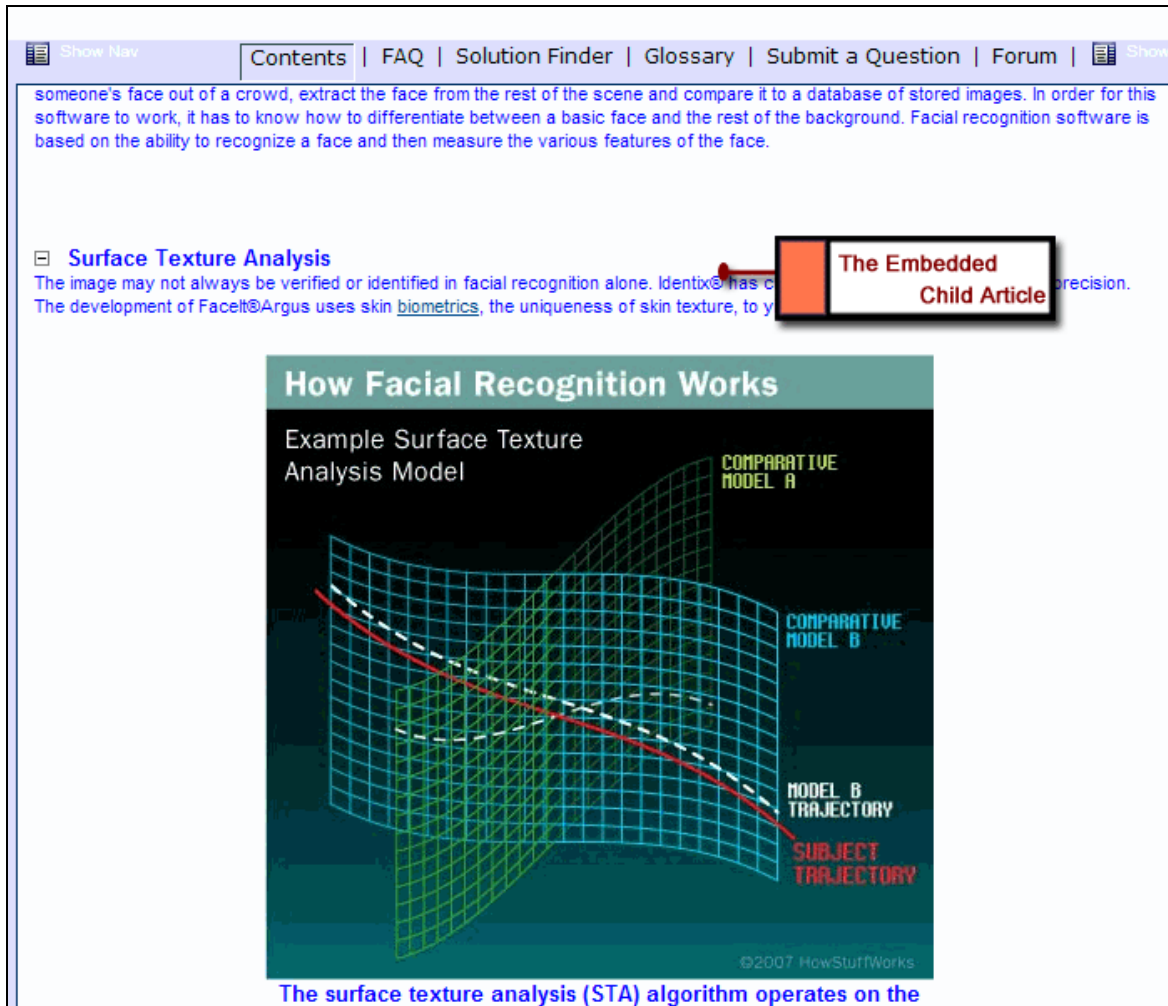 Show Nav Contents | FAQ | Solution Finder | Glossary | Submit a Question | Forum | Show
someone's face out of a crowd, extract the face from the rest of the scene and compare it to a database of stored images. In order for this
software to work, it has to know how to differentiate between a basic face and the rest of the background. Facial recognition software is
based on the ability to recognize a face and then measure the various features of the face.
Surface Texture Analysis
The image may not always be verified or identified in facial recognition alone. Identix® has c precision.
The development of FaceIt®Argus uses skin biometrics, the uniqueness of skin texture, to y
The Embedded
Child Article
How Facial Recognition Works
Example Surface Texture
Analysis Model
COMPARATIVE
MODEL A
COMPARATIVE
MODEL B
MODEL B
TRAJECTORY
SUBJECT
TRAJECTORY
©2007 HowStuffWorks
The surface texture analysis (STA) algorithm operates on the